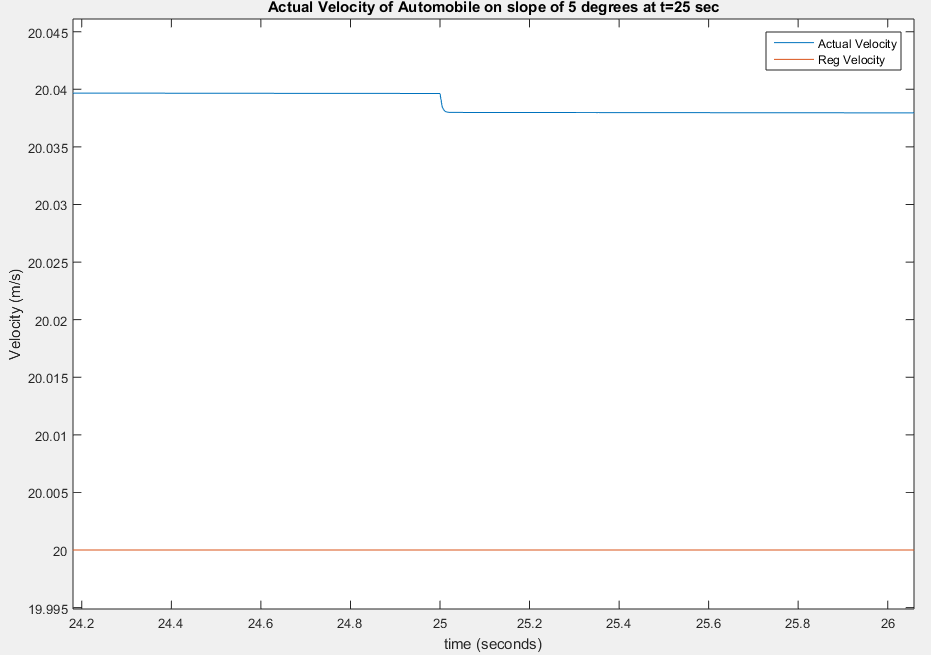 Actual Velocity of Automobile on slope of 5 degrees at t=25 sec
Actual Velocity
Reg Velocity
20.045
20.04
20.035
20.03
20.025
20.02
20.015
20.01
20.005
20
19.995
Velocity (m/s)
24.2 24.4 24.6 24.8 25 25.2 25.4 25.6 25.8 26
time (seconds)